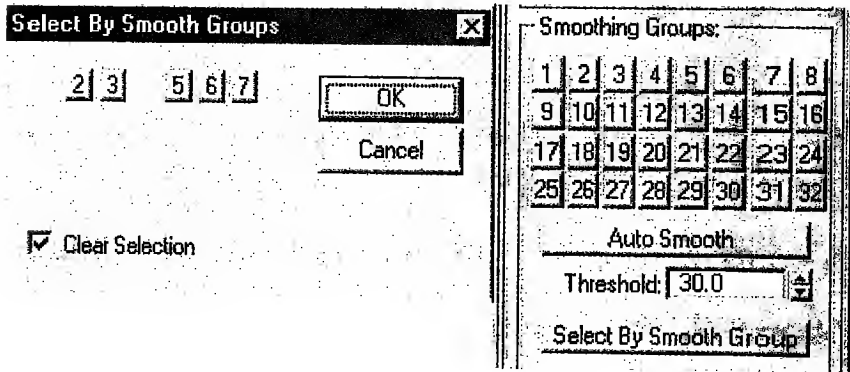 Select By Smooth Groups
2 3 5 6 7
OK
Cancel
Clear Selection
Smoothing Groups:
1 2 3 4 5 6 7 8
9 10 11 12 13 14 15 16
17 18 19 20 21 22 23 24
25 26 27 28 29 30 31 32
Auto Smooth
Threshold: 30.0
Select By Smooth Group